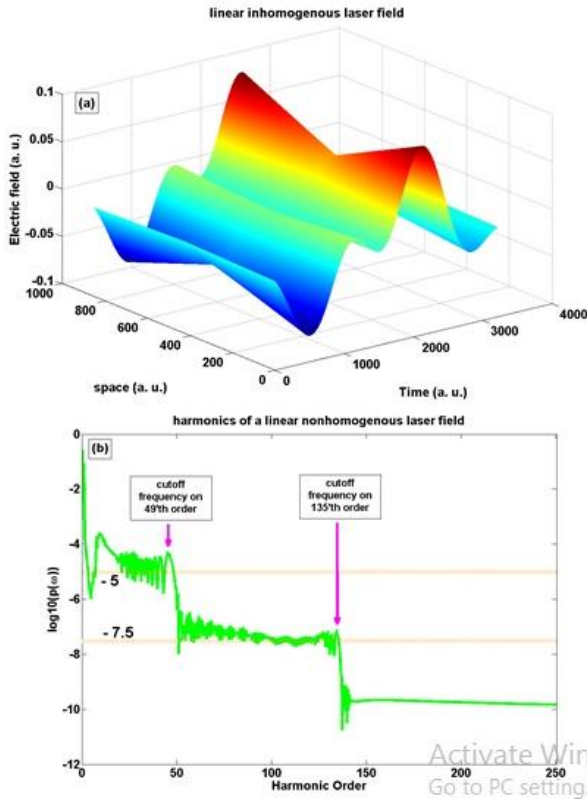 linear inhomogenous laser field
(a)
Electric field (a. u.)
0.1
0.05
0
-0.05
-0.1
1000
800
600
400
200
0
space (a. u.)
0
1000
2000
3000
4000
Time (a. u.)
harmonics of a linear nonhomogenous laser field
(b)
cutoff
frequency on
49'th order
cutoff
frequency on
135'th order
log10(p(ω))
0
-2
-4
-6
-8
-10
-12
- 5
- 7.5
0
50
100
150
200
250
Harmonic Order
Activate Win
Go to PC setting